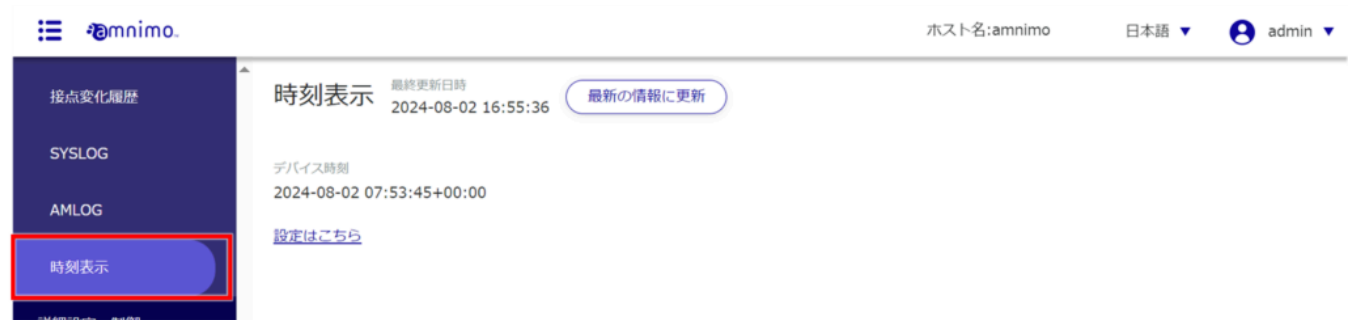 amnimo
ホスト名:amnimo
日本語 ▼
admin ▼
接点変化履歴
SYSLOG
AMLOG
時刻表示
時刻表示
最終更新日時
2024-08-02 16:55:36
最新の情報に更新
デバイス時刻
2024-08-02 07:53:45+00:00
設定はこちら